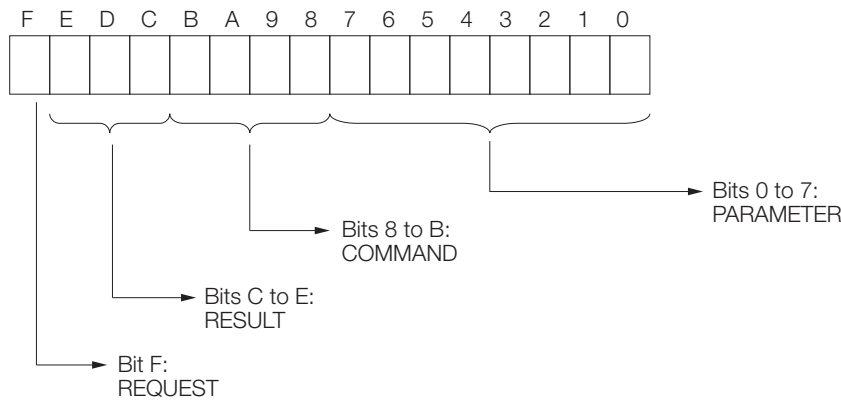 F E D C B A 9 8 7 6 5 4 3 2 1 0
Bits 0 to 7:
PARAMETER
Bits 8 to B:
COMMAND
Bits C to E:
RESULT
Bit F:
REQUEST